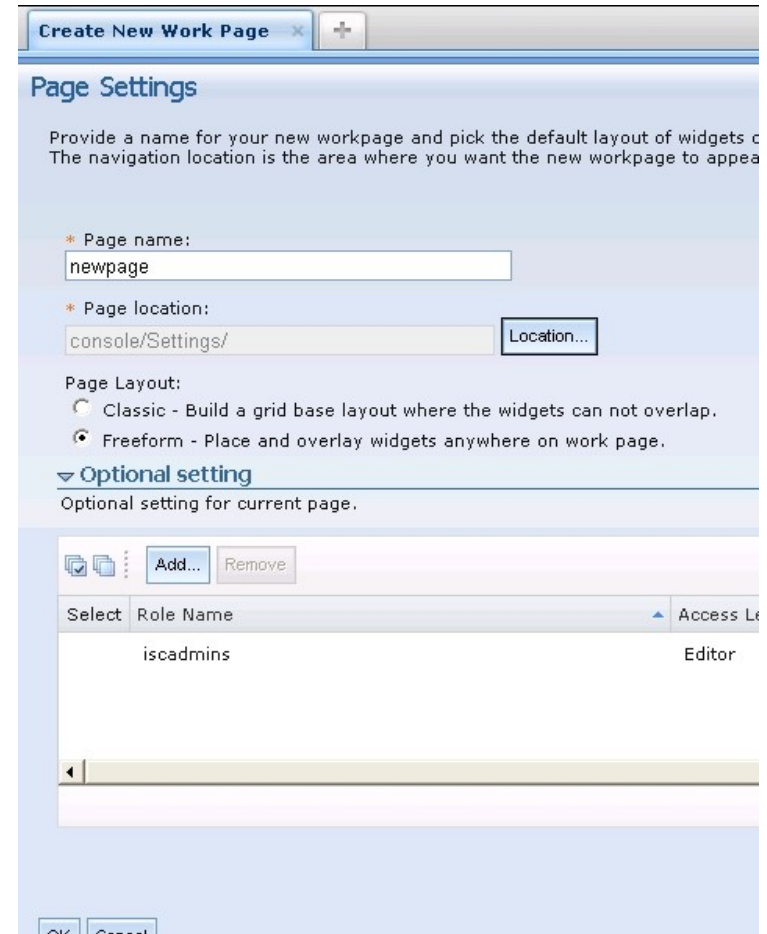 Create New Work Page
Page Settings
Provide a name for your new workpage and pick the default layout of widgets
The navigation location is the area where you want the new workpage to appea
* Page name:
newpage
* Page location:
console/Settings/
Location...
Page Layout:
Classic - Build a grid base layout where the widgets can not overlap.
Freeform - Place and overlay widgets anywhere on work page.
Optional setting
Optional setting for current page.
Add... Remove
Select Role Name Access Le
iscadmins Editor
OK Cancel